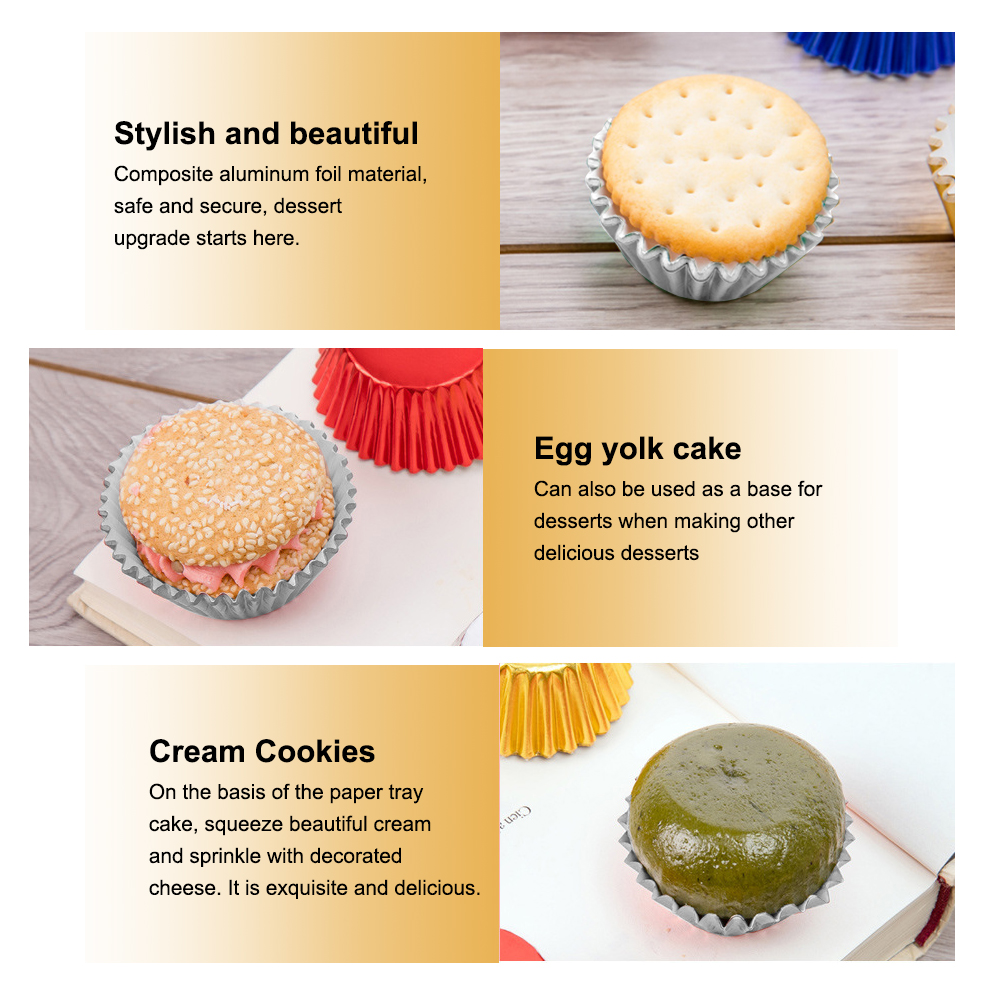 Stylish and beautiful
Composite aluminum foil material,
safe and secure, dessert
upgrade starts here.
Egg yolk cake
Can also be used as a base for
desserts when making other
delicious desserts
Cream Cookies
On the basis of the paper tray
cake, squeeze beautiful cream
and sprinkle with decorated
cheese. It is exquisite and delicious.